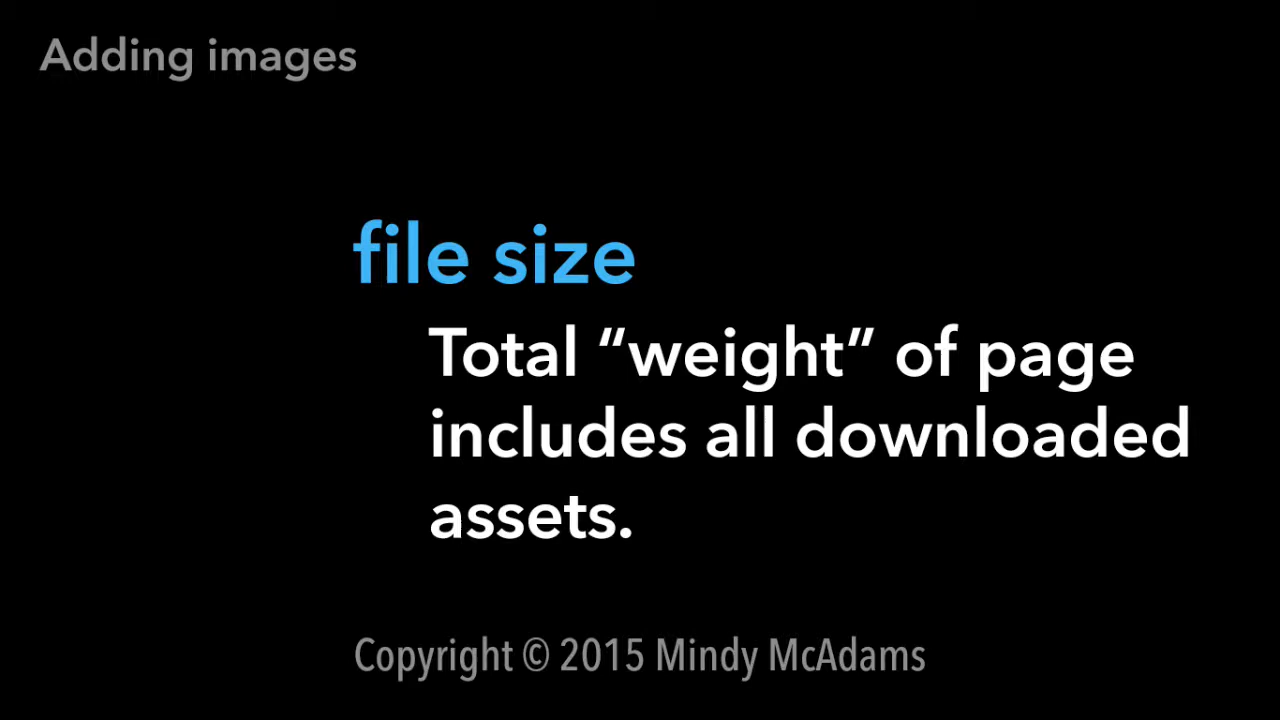 Adding images
file size
Total “weight” of page
includes all downloaded
assets.
Copyright © 2015 Mindy McAdams